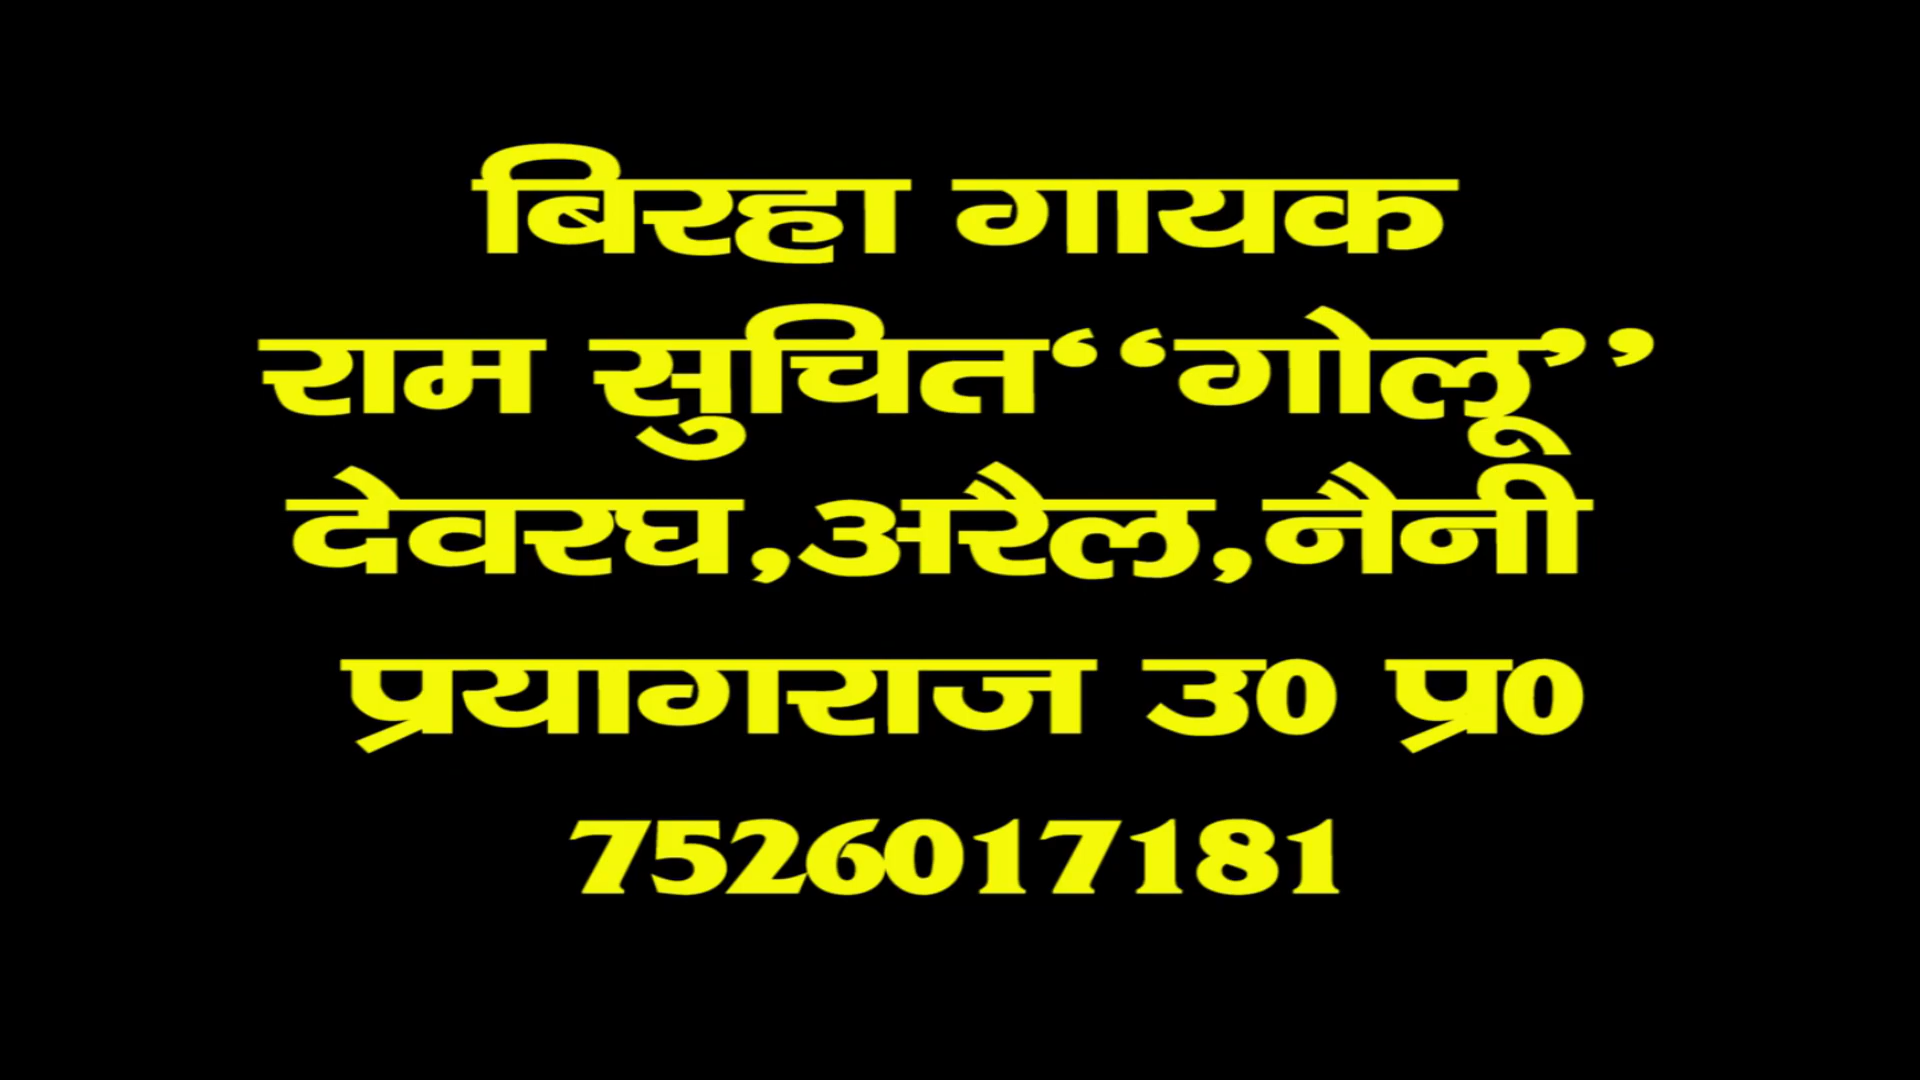 बिरहा गायक
राम सुचित“गोलू”
देवरघ,अरैल,नैनी
प्रयागराज उ0 प्र0
7526017181